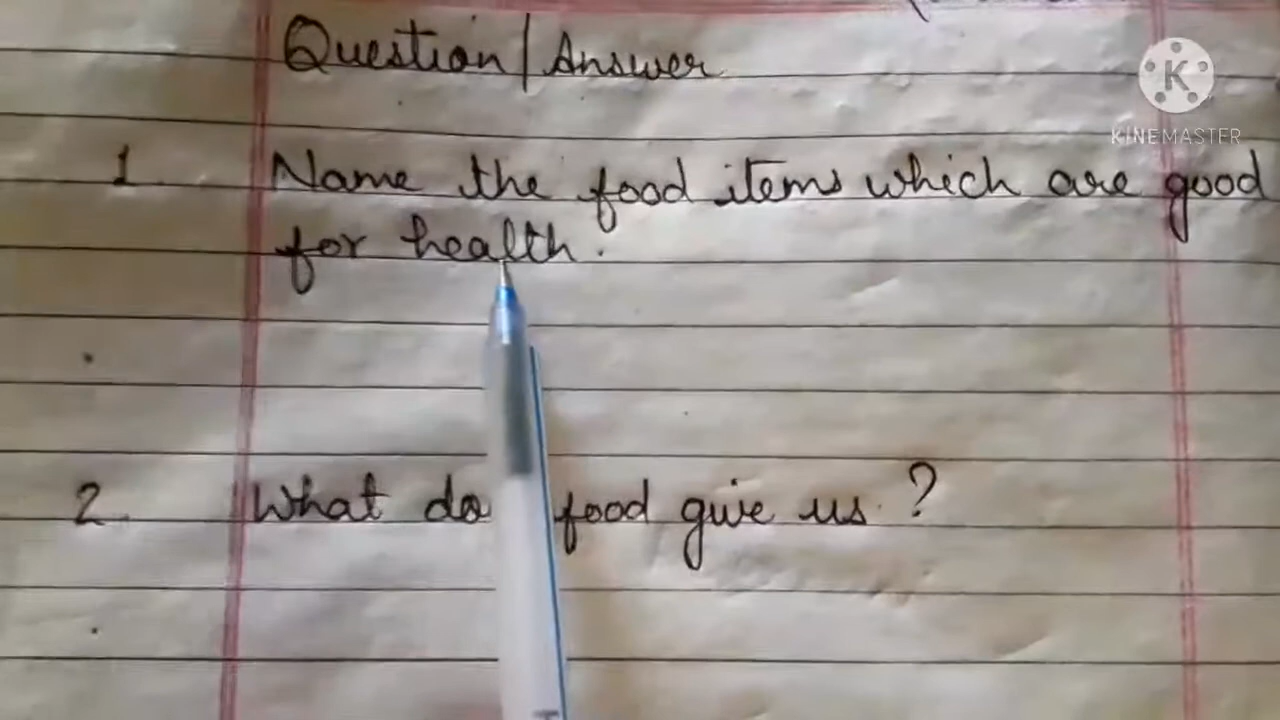 Question/Answer
K
KINEMASTER
1 Name the food items which are good
for health.
2. What do food give us ?